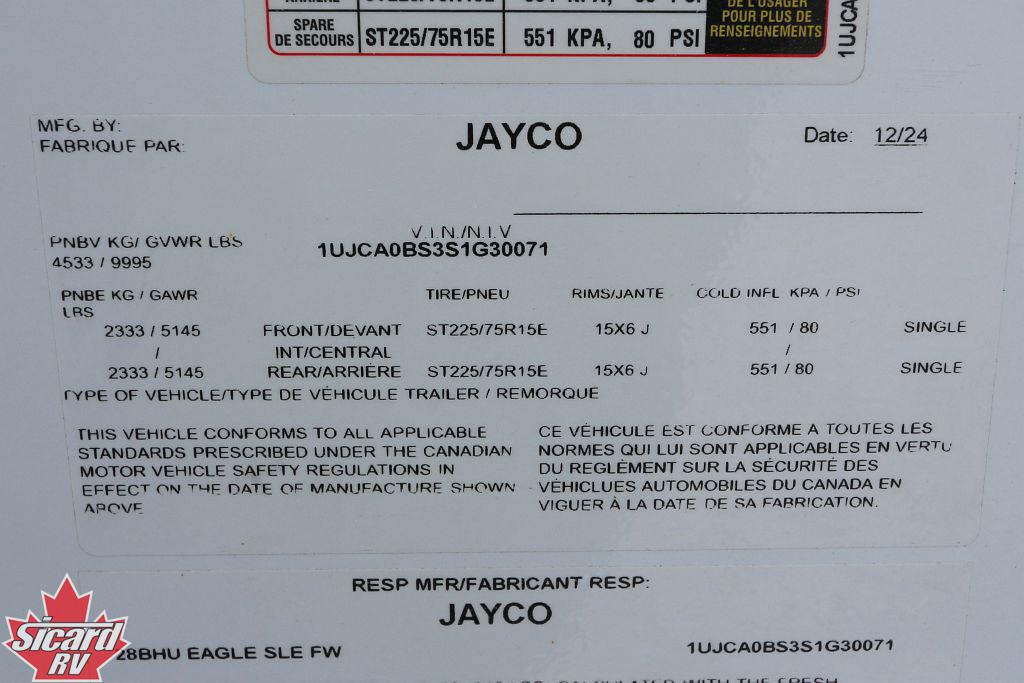 DE L'USAGER
POUR PLUS DE
RENSEIGNEMENTS
SPARE
DE SECOURS ST225/75R15E 551 KPA, 80 PSI
1UJCA
MFG. BY:
FABRIQUE PAR:
JAYCO
Date: 12/24
V.I.N./N.I.V
PNBV KG/ GVWR LBS
1UJCA0BS3S1G30071
4533 / 9995
PNBE KG / GAWR TIRE/PNEU RIMS/JANTE COLD INFL KPA / PSI
LBS
2333 / 5145 FRONT/DEVANT ST225/75R15E 15X6 J 551 / 80 SINGLE
/ INT/CENTRAL /
2333 / 5145 REAR/ARRIÈRE ST225/75R15E 15X6 J 551 / 80 SINGLE
TYPE OF VEHICLE/TYPE DE VÉHICULE TRAILER / REMORQUE
THIS VEHICLE CONFORMS TO ALL APPLICABLE
STANDARDS PRESCRIBED UNDER THE CANADIAN
MOTOR VEHICLE SAFETY REGULATIONS IN
EFFECT ON THE DATE OF MANUFACTURE SHOWN
ABOVE
CE VÉHICULE EST CONFORME A TOUTES LES
NORMES QUI LUI SONT APPLICABLES EN VERTU
DU REGLÈMENT SUR LA SÉCURITÉ DES
VÉHICLUES AUTOMOBILES DU CANADA EN
VIGUER À LA DATE DE SA FABRICATION.
RESP MFR/FABRICANT RESP:
JAYCO
28BHU EAGLE SLE FW 1UJCA0BS3S1G30071
Sicard
RV